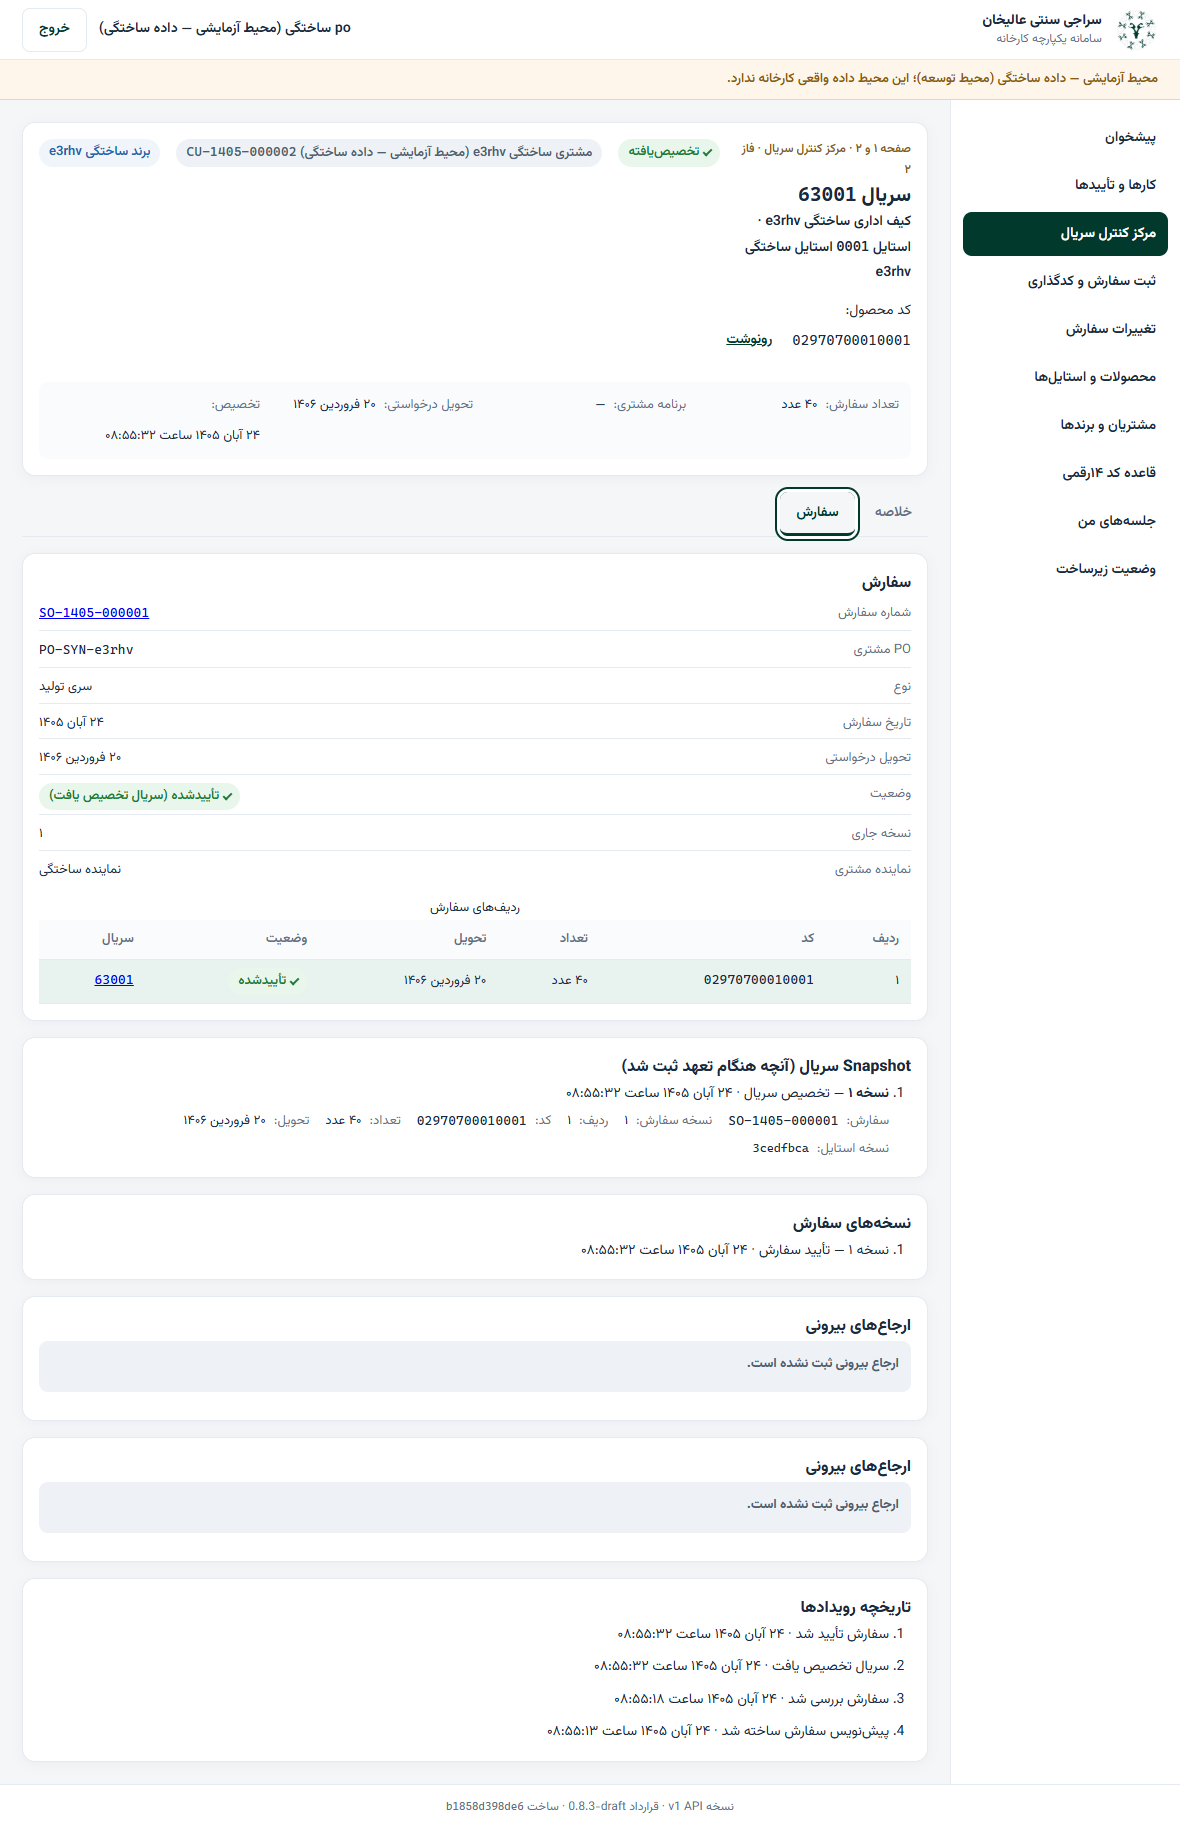 سراجی سنتی عالیخان
سامانه یکپارچه کارخانه
po ساختگی (محیط آزمایشی — داده ساختگی)
خروج
محیط آزمایشی — داده ساختگی (محیط توسعه)؛ این محیط داده واقعی کارخانه ندارد.
پیشخوان
کارها و تأییدها
مرکز کنترل سریال
ثبت سفارش و کدگذاری
تغییرات سفارش
محصولات و استایل‌ها
مشتریان و برندها
قاعده کد ۱۴رقمی
جلسه‌های من
وضعیت زیرساخت
صفحه ۱ و ۲ · مرکز کنترل سریال · فاز
۲
✓ تخصیص‌یافته
مشتری ساختگی e3rhv (محیط آزمایشی — داده ساختگی) CU-1405-000002
برند ساختگی e3rhv
سریال 63001
کیف اداری ساختگی e3rhv ·
استایل 0001 استایل ساختگی
e3rhv
کد محصول:
02970700010001 رونوشت
تعداد سفارش: ۴۰ عدد برنامه مشتری: — تحویل درخواستی: ۲۰ فروردین ۱۴۰۶ تخصیص:
۲۴ آبان ۱۴۰۵ ساعت ۰۸:۵۵:۳۲
خلاصه سفارش
سفارش
شماره سفارش SO-1405-000001
PO مشتری PO-SYN-e3rhv
نوع سری تولید
تاریخ سفارش ۲۴ آبان ۱۴۰۵
تحویل درخواستی ۲۰ فروردین ۱۴۰۶
وضعیت ✓ تأییدشده (سریال تخصیص یافت)
نسخه جاری ۱
نماینده مشتری نماینده ساختگی
ردیف‌های سفارش
ردیف کد تعداد تحویل وضعیت سریال
۱ 02970700010001 ۴۰ عدد ۲۰ فروردین ۱۴۰۶ ✓ تأییدشده 63001
Snapshot سریال (آنچه هنگام تعهد ثبت شد)
1. نسخه ۱ — تخصیص سریال · ۲۴ آبان ۱۴۰۵ ساعت ۰۸:۵۵:۳۲
سفارش: SO-1405-000001 نسخه سفارش: ۱ ردیف: ۱ کد: 02970700010001 تعداد: ۴۰ عدد تحویل: ۲۰ فروردین ۱۴۰۶
نسخه استایل: 3cedfbca
نسخه‌های سفارش
1. نسخه ۱ — تأیید سفارش · ۲۴ آبان ۱۴۰۵ ساعت ۰۸:۵۵:۳۲
ارجاع‌های بیرونی
ارجاع بیرونی ثبت نشده است.
ارجاع‌های بیرونی
ارجاع بیرونی ثبت نشده است.
تاریخچه رویدادها
1. سفارش تأیید شد · ۲۴ آبان ۱۴۰۵ ساعت ۰۸:۵۵:۳۲
2. سریال تخصیص یافت · ۲۴ آبان ۱۴۰۵ ساعت ۰۸:۵۵:۳۲
3. سفارش بررسی شد · ۲۴ آبان ۱۴۰۵ ساعت ۰۸:۵۵:۱۸
4. پیش‌نویس سفارش ساخته شد · ۲۴ آبان ۱۴۰۵ ساعت ۰۸:۵۵:۱۳
نسخه v1 API · قرارداد 0.8.3-draft · ساخت b1858d398de6